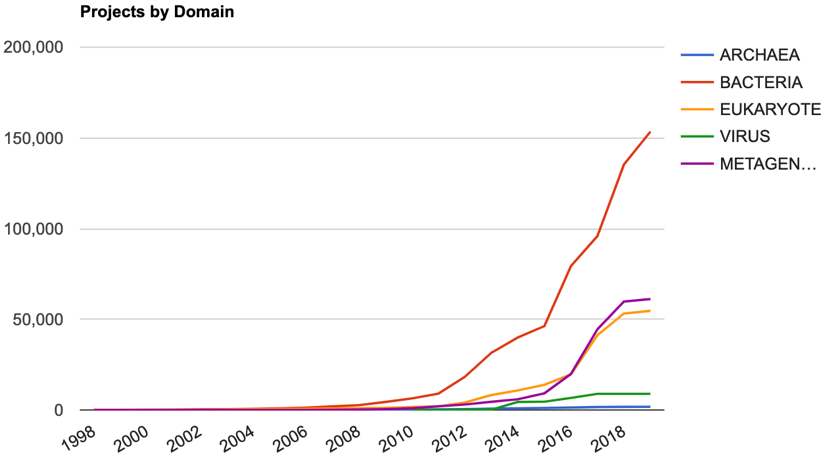 Projects by Domain
200,000
150,000
100,000
50,000
0
1998
2000
2002
2004
2006
2008
2010
2012
2014
2016
2018
ARCHAEA
BACTERIA
EUKARYOTE
VIRUS
METAGEN…